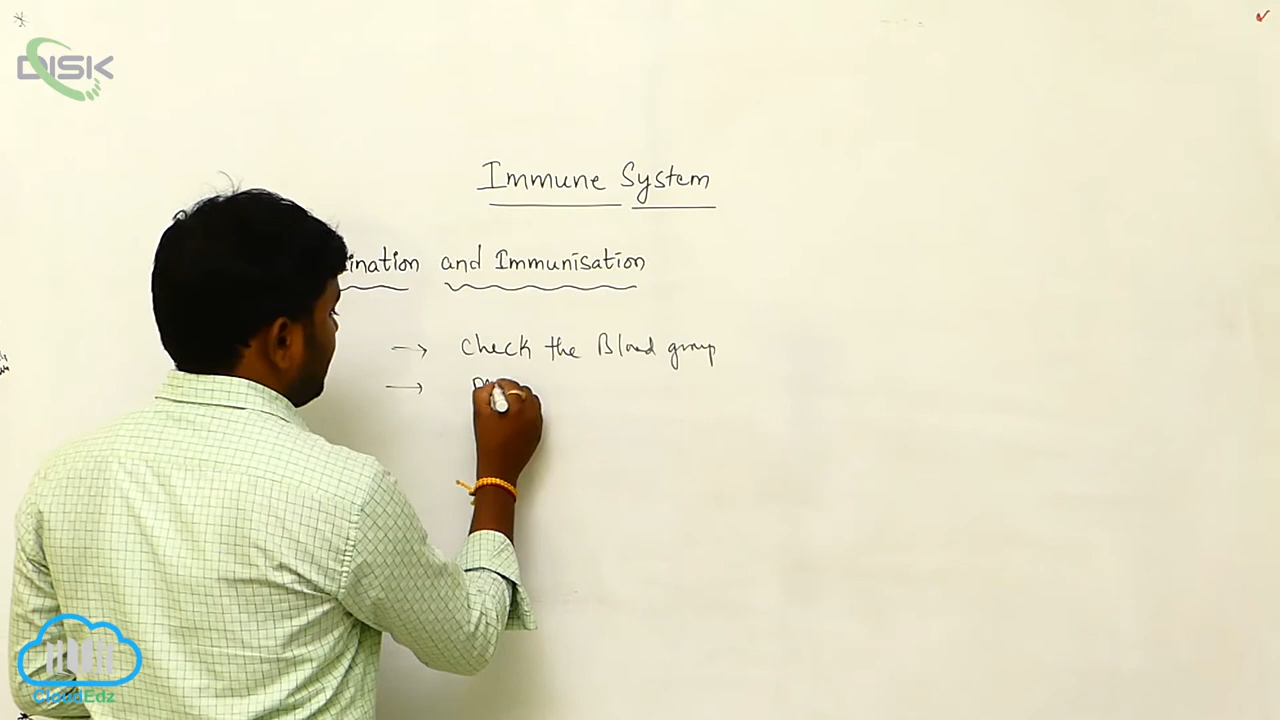 DISK
Immune System
ination and Immunisation
→ Check the Blood group
→
CloudEdz